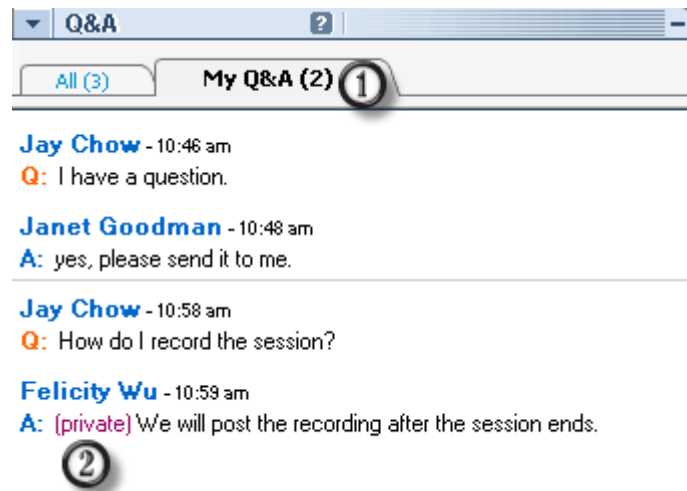 Q&A ?
All (3) My Q&A (2) 1
Jay Chow - 10:46 am
Q: I have a question.
Janet Goodman - 10:48 am
A: yes, please send it to me.
Jay Chow - 10:58 am
Q: How do I record the session?
Felicity Wu - 10:59 am
A: (private) We will post the recording after the session ends.
2